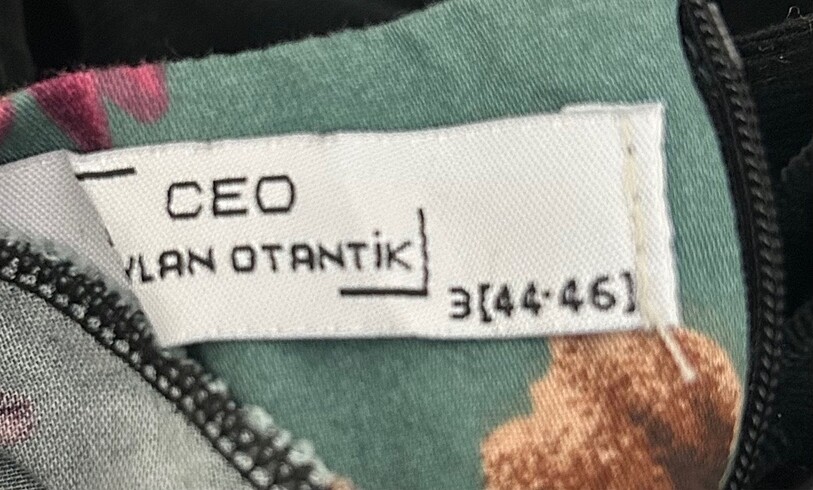 CEO
YLAN OTANTİK
3[44-46]